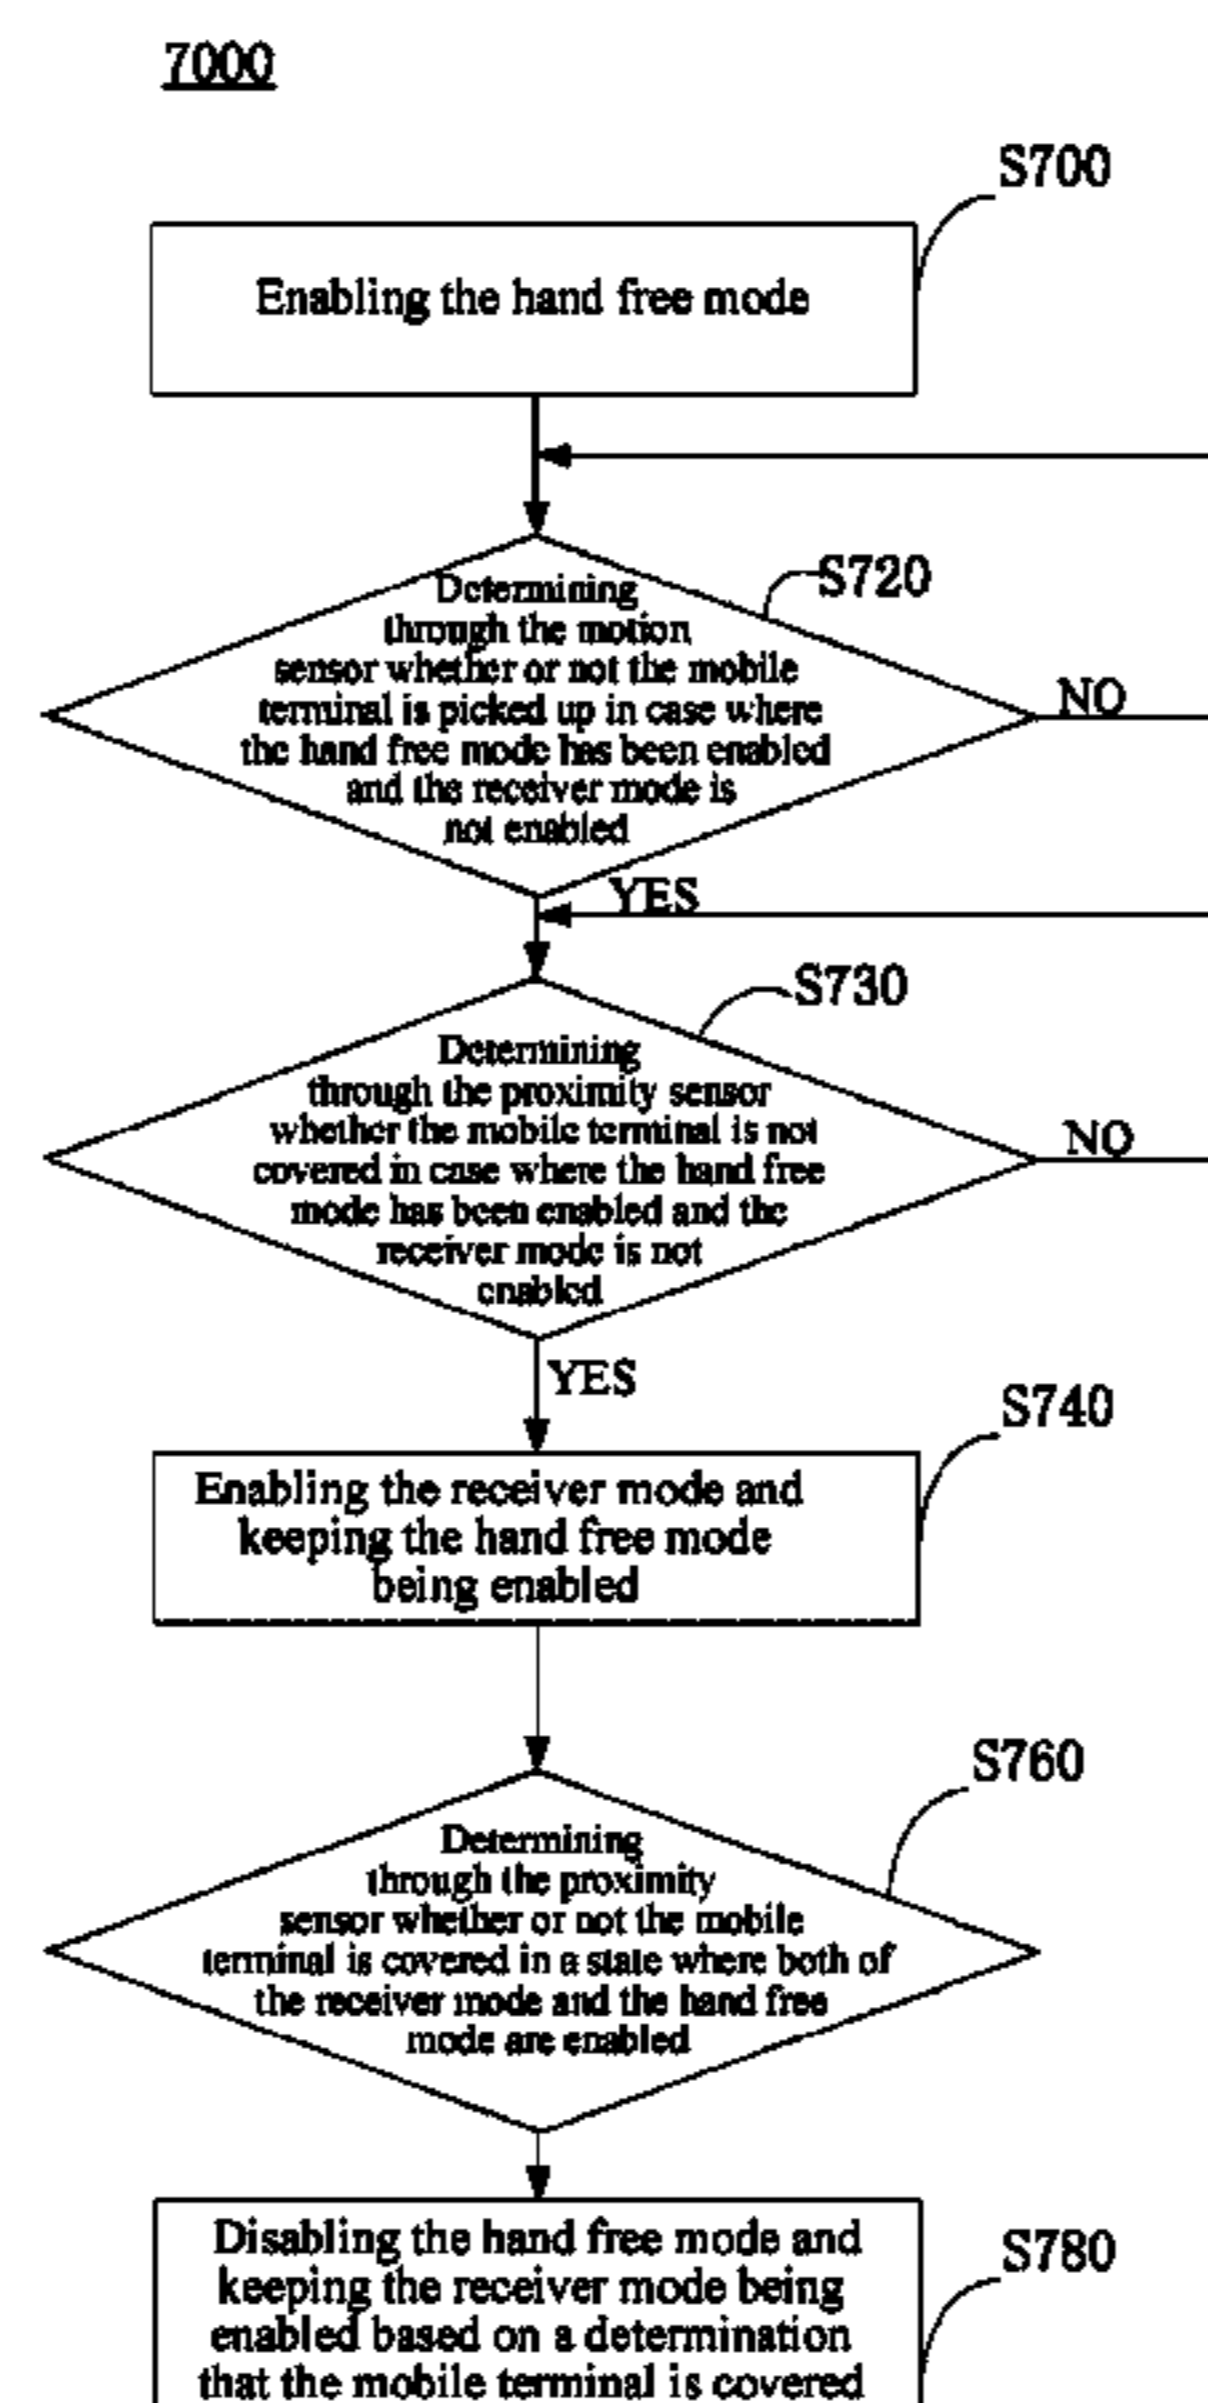 7000
S700
Enabling the hand free mode
S720
Determining
through the motion
sensor whether or not the mobile
terminal is picked up in case where
the hand free mode has been enabled
and the receiver mode is
not enabled
NO
YES
S730
Determining
through the proximity sensor
whether the mobile terminal is not
covered in case where the hand free
mode has been enabled and the
receiver mode is not
enabled
NO
YES
S740
Enabling the receiver mode and
keeping the hand free mode
being enabled
S760
Determining
through the proximity
sensor whether or not the mobile
terminal is covered in a state where both of
the receiver mode and the hand free
mode are enabled
S780
Disabling the hand free mode and
keeping the receiver mode being
enabled based on a determination
that the mobile terminal is covered